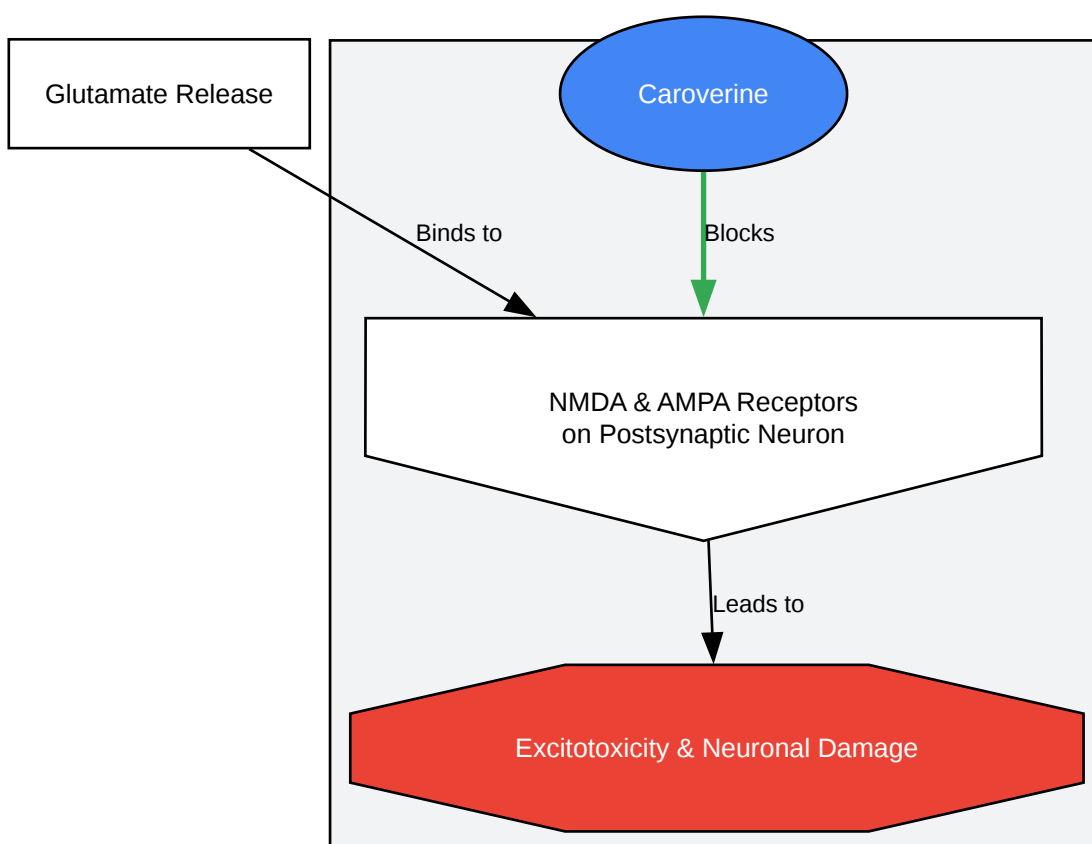 Glutamate Release
Caroverine
Binds to
Blocks
NMDA & AMPA Receptors
on Postsynaptic Neuron
Leads to
Excitotoxicity & Neuronal Damage